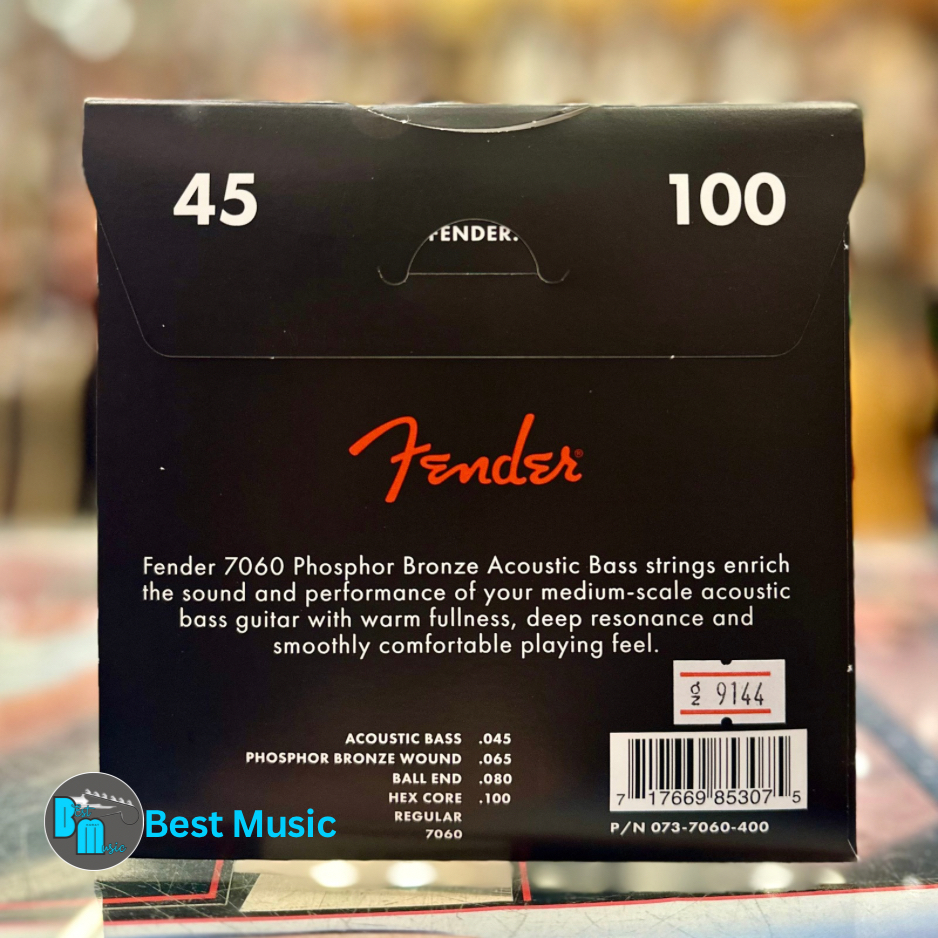 45
100
FENDER.
Fender®
Fender 7060 Phosphor Bronze Acoustic Bass strings enrich
the sound and performance of your medium-scale acoustic
bass guitar with warm fullness, deep resonance and
smoothly comfortable playing feel.
No 9144
ACOUSTIC BASS .045
PHOSPHOR BRONZE WOUND .065
BALL END .080
HEX CORE .100
REGULAR
7060
7 17669 85307 5
P/N 073-7060-400
Best Music
Best Music